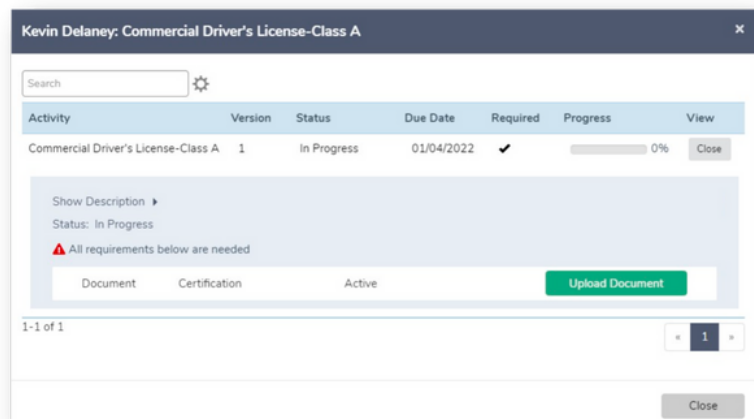 Kevin Delaney: Commercial Driver's License-Class A ×
Search
Activity Version Status Due Date Required Progress View
Commercial Driver's License-Class A 1 In Progress 01/04/2022 ✔ 0% Close
Show Description ▸
Status: In Progress
All requirements below are needed
Document Certification Active Upload Document
1-1 of 1
« 1 »
Close